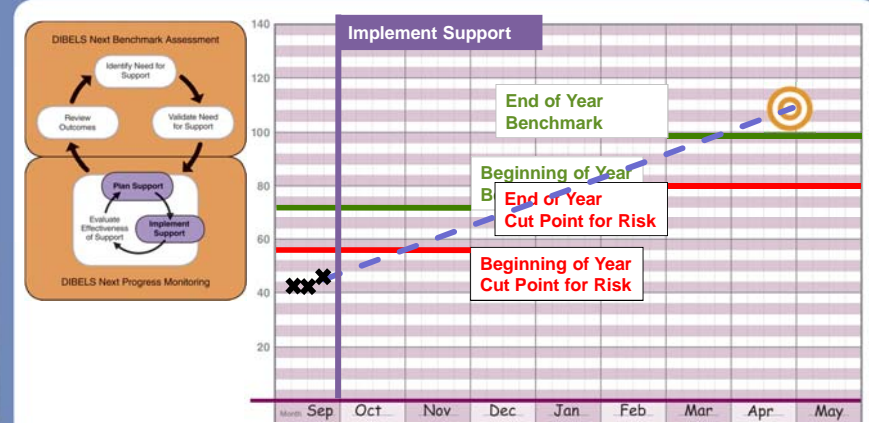 DIBELS Next Benchmark Assessment
Identify Need for
Support
Review
Outcomes
Validate Need
for Support
Plan Support
Evaluate
Effectiveness
of Support
Implement
Support
DIBELS Next Progress Monitoring
140
120
100
80
60
40
20
Implement Support
End of Year
Benchmark
Beginning of Year
End of Year
Cut Point for Risk
Beginning of Year
Cut Point for Risk
Month Sep Oct Nov Dec Jan Feb Mar Apr May